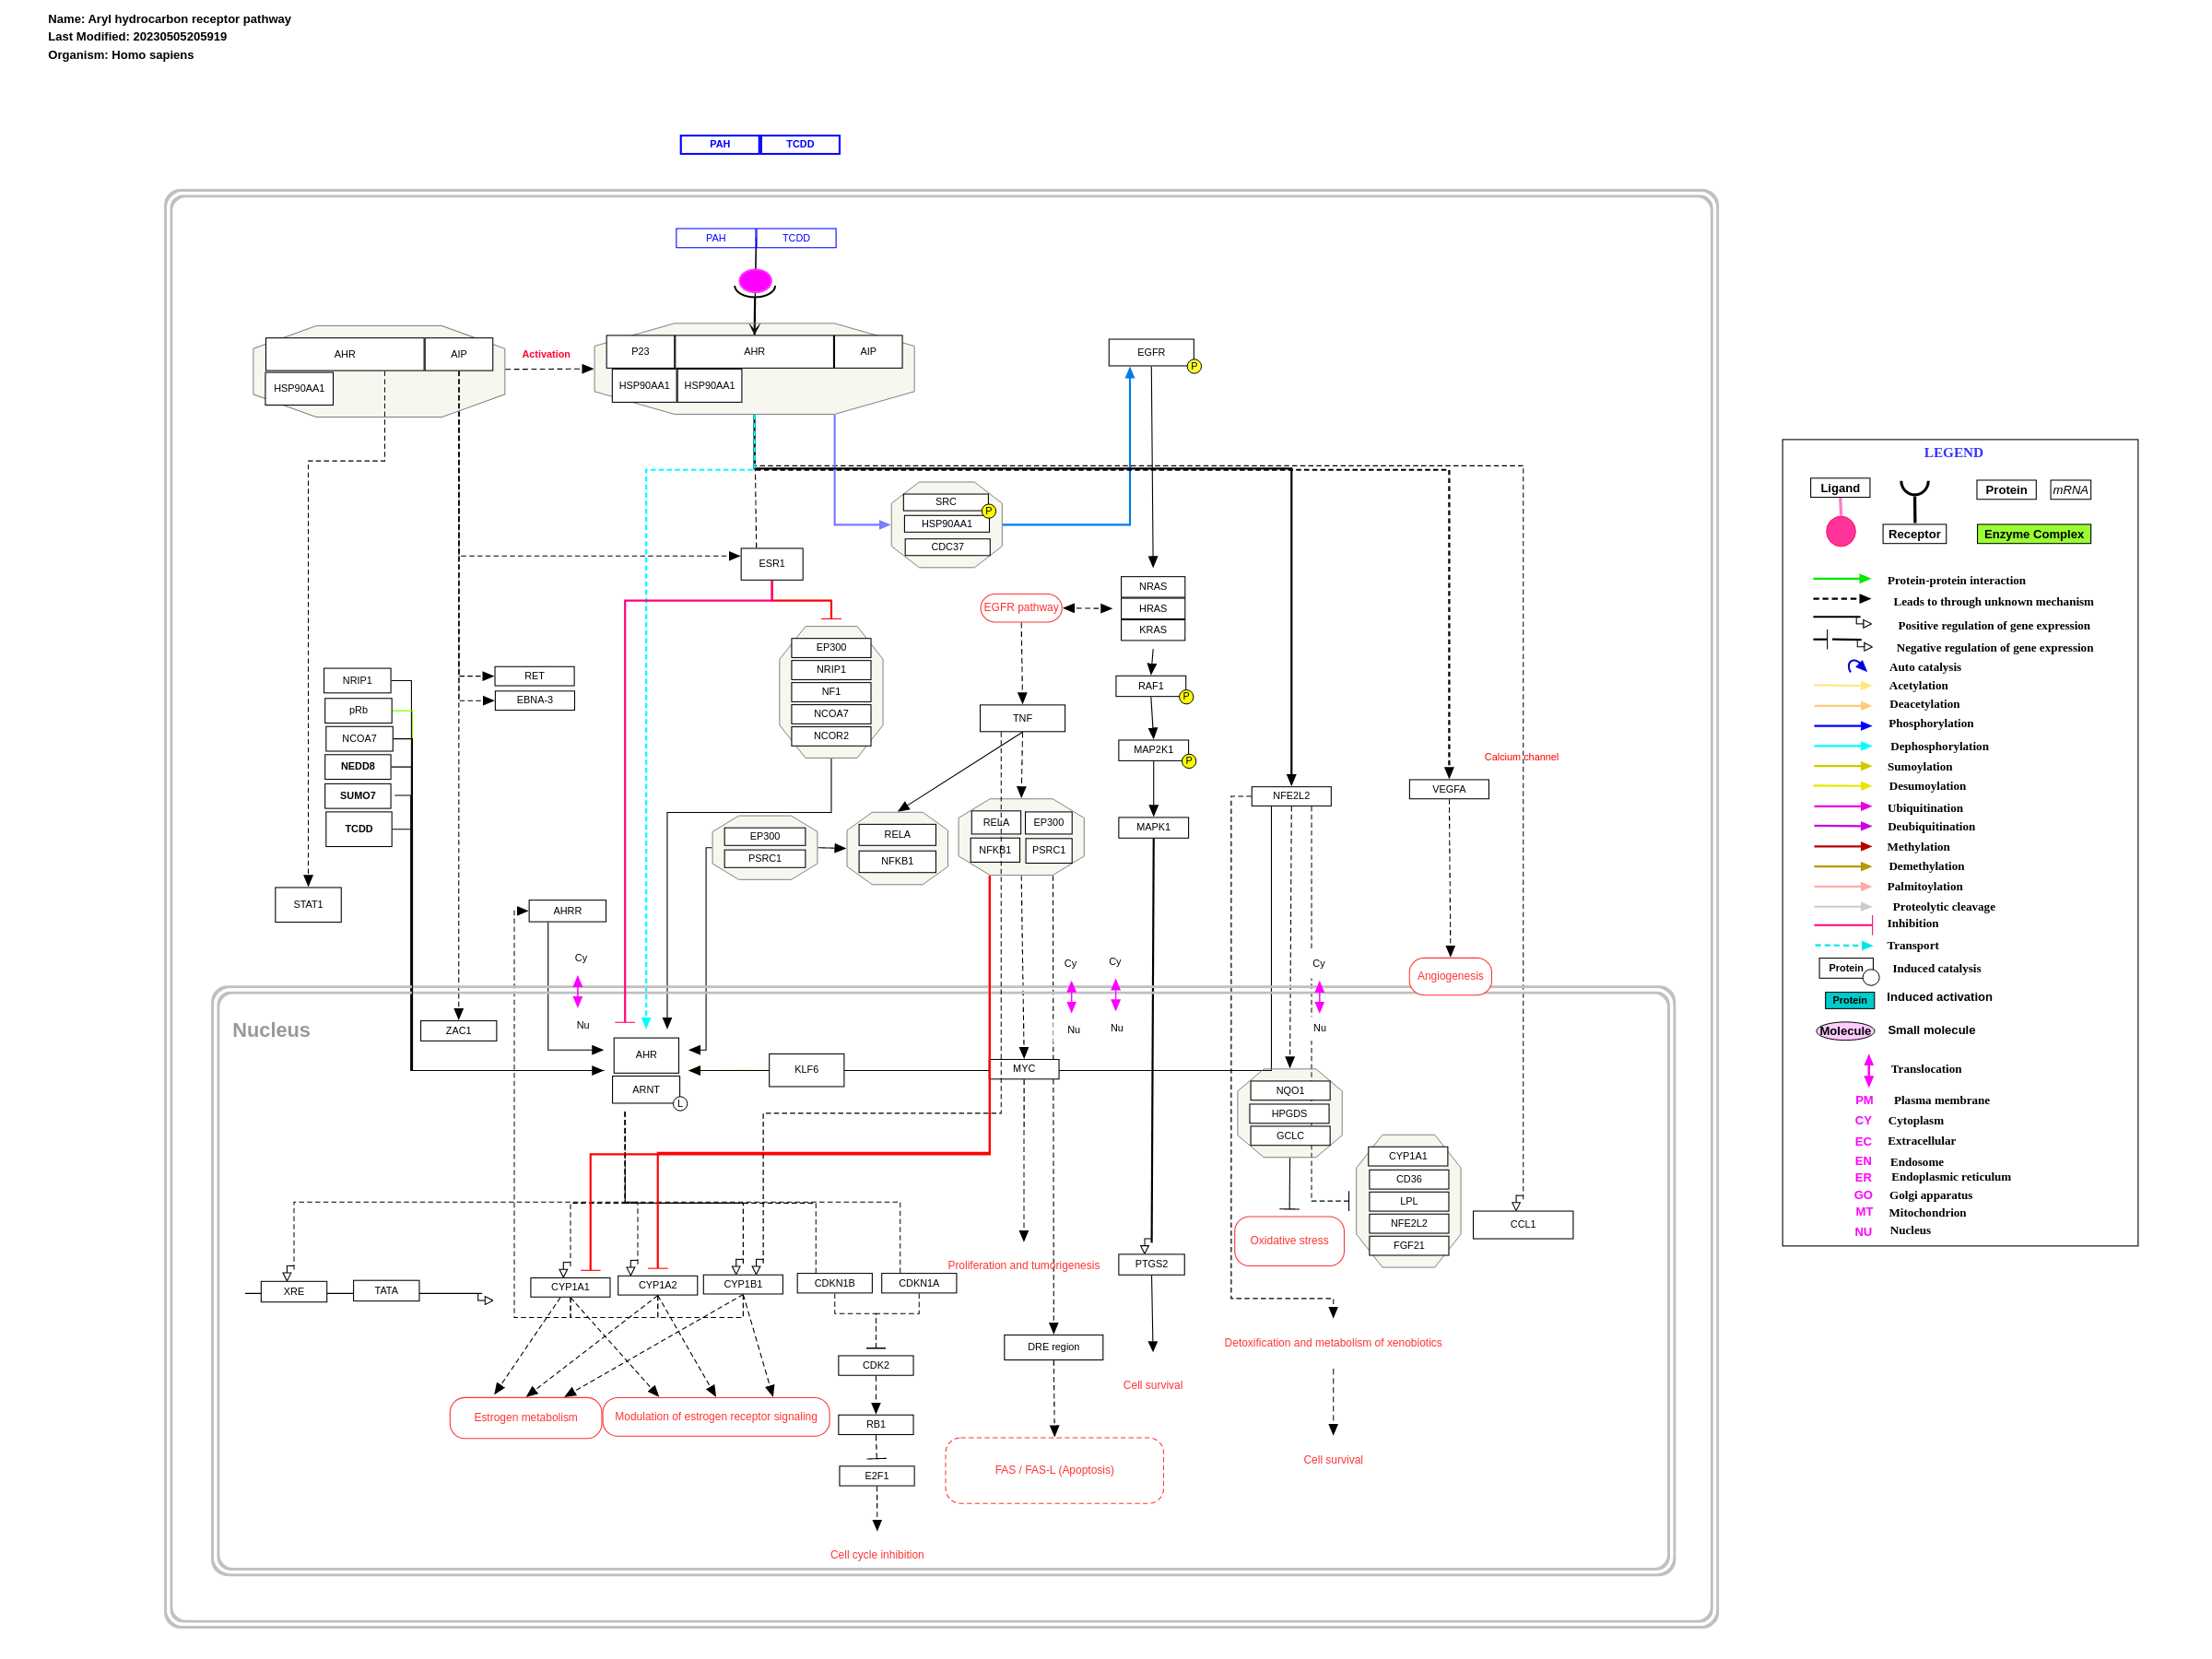 Name: Aryl hydrocarbon receptor pathway
Last Modified: 20230505205919
Organism: Homo sapiens
PAH TCDD
PAH TCDD
AHR AIP
HSP90AA1
Activation
P23 AHR AIP
HSP90AA1 HSP90AA1
EGFR
P
SRC
P
HSP90AA1
CDC37
ESR1
NRAS
HRAS
KRAS
EGFR pathway
EP300
NRIP1
NF1
NCOA7
NCOR2
RET
EBNA-3
NRIP1
pRb
NCOA7
NEDD8
SUMO7
TCDD
RAF1
P
TNF
MAP2K1
P
Calcium channel
NFE2L2
VEGFA
MAPK1
EP300
PSRC1
RELA
NFKB1
RELA EP300
NFKB1 PSRC1
STAT1
AHRR
Cy
Nu
Cy
Nu
Cy
Nu
Cy
Nu
Angiogenesis
Nucleus
ZAC1
AHR
ARNT
L
KLF6
MYC
NQO1
HPGDS
GCLC
CYP1A1
CD36
LPL
NFE2L2
FGF21
CCL1
Oxidative stress
Proliferation and tumorigenesis
PTGS2
XRE
TATA
CYP1A1
CYP1A2
CYP1B1
CDKN1B
CDKN1A
CDK2
DRE region
Detoxification and metabolism of xenobiotics
Cell survival
Estrogen metabolism
Modulation of estrogen receptor signaling
RB1
E2F1
FAS / FAS-L (Apoptosis)
Cell survival
Cell cycle inhibition
LEGEND
Ligand
Receptor
Protein
mRNA
Enzyme Complex
Protein-protein interaction
Leads to through unknown mechanism
Positive regulation of gene expression
Negative regulation of gene expression
Auto catalysis
Acetylation
Deacetylation
Phosphorylation
Dephosphorylation
Sumoylation
Desumoylation
Ubiquitination
Deubiquitination
Methylation
Demethylation
Palmitoylation
Proteolytic cleavage
Inhibition
Transport
Protein Induced catalysis
Protein Induced activation
Molecule Small molecule
Translocation
PM Plasma membrane
CY Cytoplasm
EC Extracellular
EN Endosome
ER Endoplasmic reticulum
GO Golgi apparatus
MT Mitochondrion
NU Nucleus